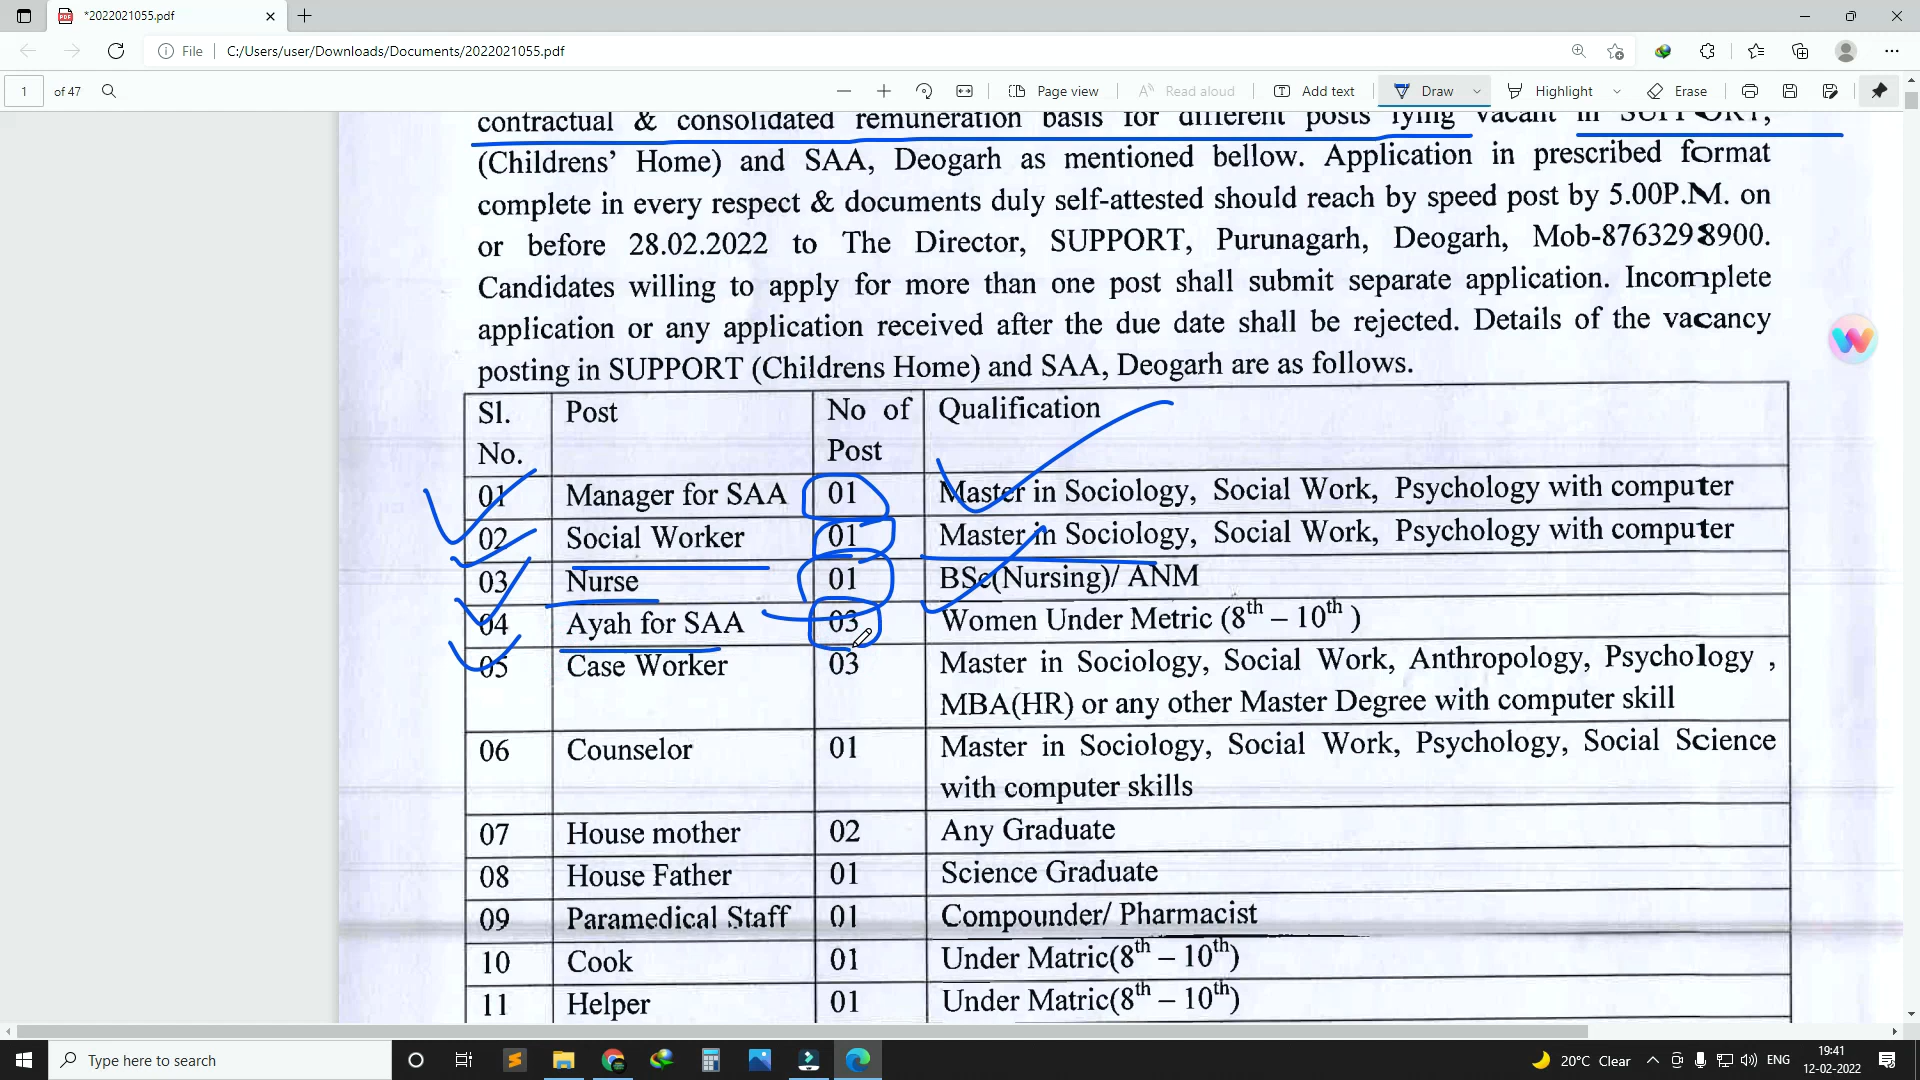 *2022021055.pdf
File
C:/Users/user/Downloads/Documents/2022021055.pdf
1 of 47
Page view
Read aloud
Add text
Draw
Highlight
Erase
contractual & consolidated remuneration basis for different posts lying vacant in SUPPORT,
(Childrens’ Home) and SAA, Deogarh as mentioned bellow. Application in prescribed format
complete in every respect & documents duly self-attested should reach by speed post by 5.00P.M. on
or before 28.02.2022 to The Director, SUPPORT, Purunagarh, Deogarh, Mob-8763298900.
Candidates willing to apply for more than one post shall submit separate application. Incomplete
application or any application received after the due date shall be rejected. Details of the vacancy
posting in SUPPORT (Childrens Home) and SAA, Deogarh are as follows.
Sl. No. Post No of Post Qualification
01 Manager for SAA 01 Master in Sociology, Social Work, Psychology with computer
02 Social Worker 01 Master in Sociology, Social Work, Psychology with computer
03 Nurse 01 BSc(Nursing)/ ANM
04 Ayah for SAA 03 Women Under Metric (8th – 10th )
05 Case Worker 03 Master in Sociology, Social Work, Anthropology, Psychology ,
MBA(HR) or any other Master Degree with computer skill
06 Counselor 01 Master in Sociology, Social Work, Psychology, Social Science
with computer skills
07 House mother 02 Any Graduate
08 House Father 01 Science Graduate
09 Paramedical Staff 01 Compounder/ Pharmacist
10 Cook 01 Under Matric(8th – 10th)
11 Helper 01 Under Matric(8th – 10th)
Type here to search
20°C Clear
ENG
19:41
12-02-2022